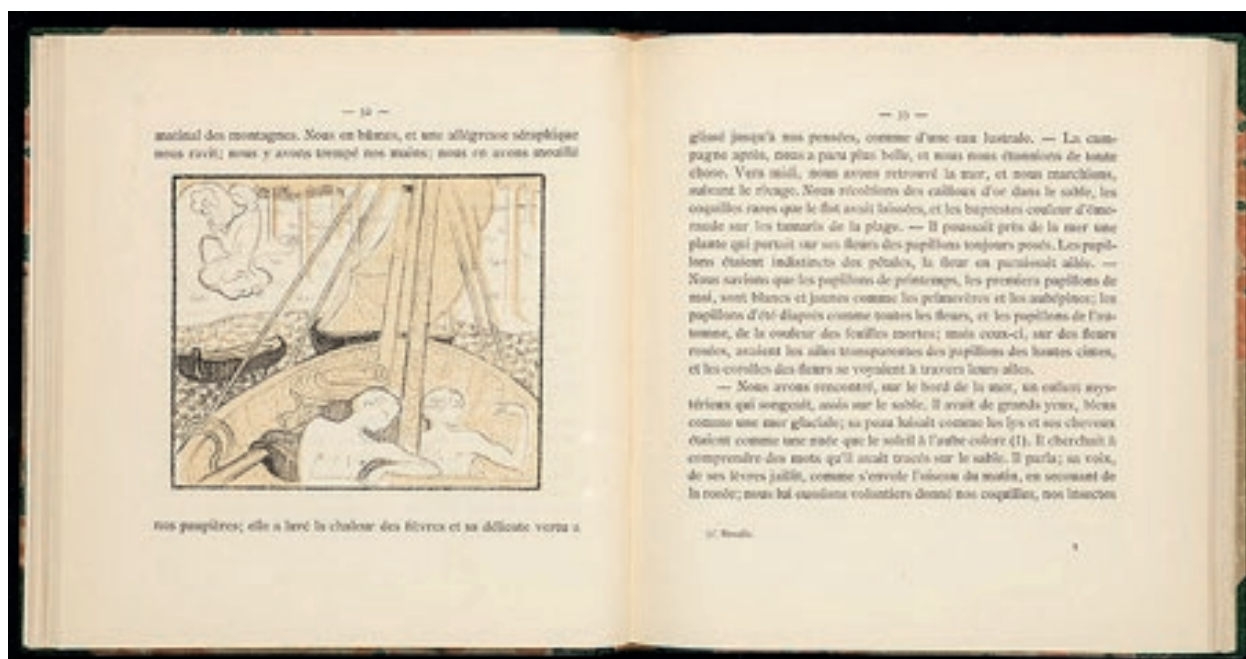 — 32 —
matinal des montagnes. Nous en bûmes, et une allégresse séraphique
nous ravit; nous y avons trempé nos mains; nous en avons mouillé
nos paupières; elle a lavé la chaleur des fièvres et sa délicate vertu a
— 33 —
glissé jusqu'à nos pensées, comme d'une eau lustrale. — La cam-
pagne après, nous a paru plus belle, et nous nous étonnions de toute
chose. Vers midi, nous avons retrouvé la mer, et nous marchions,
suivant le rivage. Nous récoltions des cailloux d'or dans le sable, les
coquilles rares que le flot avait laissées, et les buprestes couleur d'éme-
raude sur les tamaris de la plage. — Il poussait près de la mer une
plante qui portait sur ses fleurs des papillons toujours posés. Les papil-
lons étaient indistincts des pétales, la fleur en paraissait ailée. —
Nous savions que les papillons de printemps, les premiers papillons de
mai, sont blancs et jaunes comme les primevères et les aubépines; les
papillons d'été diaprés comme toutes les fleurs, et les papillons de l'au-
tomne, de la couleur des feuilles mortes; mais ceux-ci, sur des fleurs
rosées, avaient les ailes transparentes des papillons des hautes cimes,
et les corolles des fleurs se voyaient à travers leurs ailes.
— Nous avons rencontré, sur le bord de la mer, un enfant mys-
térieux qui songeait, assis sur le sable. Il avait de grands yeux, bleus
comme une mer glaciale; sa peau luisait comme les lys et ses cheveux
étaient comme une nuée que le soleil à l'aube colore (1). Il cherchait à
comprendre des mots qu'il avait tracés sur le sable. Il parla; sa voix,
de ses lèvres jaillit, comme s'envole l'oiseau du matin, en secouant de
la rosée; nous lui eussions volontiers donné nos coquilles, nos insectes